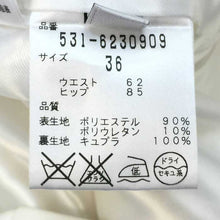 品番
531-6230909
サイズ
36
ウエスト 62
ヒップ 85
品質
表生地 ポリエステル 90%
ポリウレタン 10%
裏生地 キュプラ 100%
ドライ
セキユ系